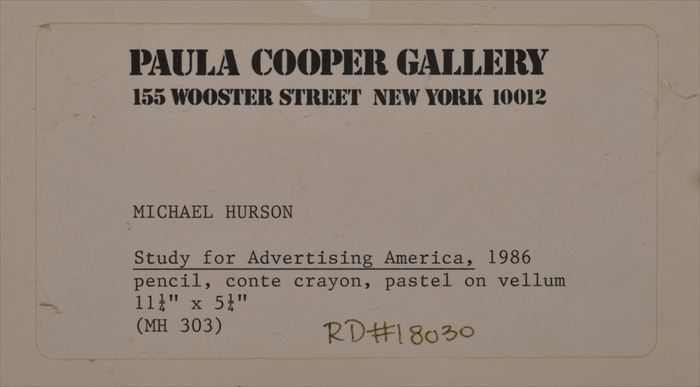 PAULA COOPER GALLERY
155 WOOSTER STREET NEW YORK 10012
MICHAEL HURSON
Study for Advertising America, 1986
pencil, conte crayon, pastel on vellum
11¼" x 5¼"
(MH 303)
RD#18030